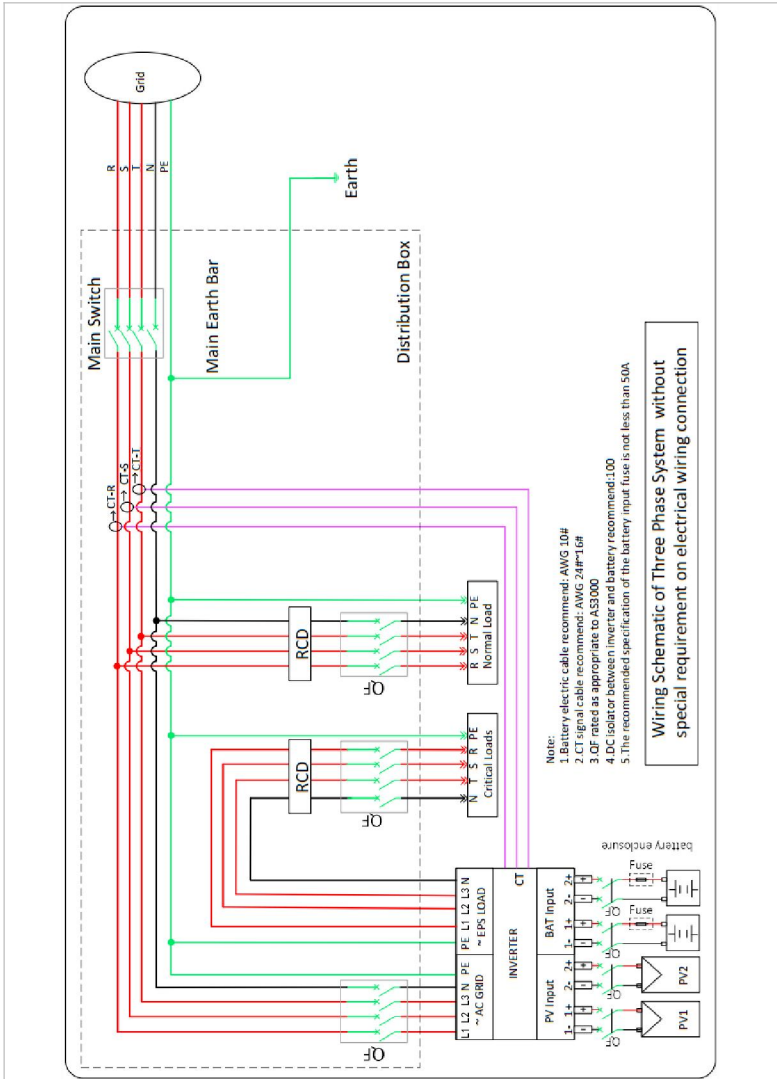 Grid
R
S
T
N
PE
Earth
Main Switch
Main Earth Bar
Distribution Box
CT-R
CT-S
CT-T
RCD
QF
R S T N PE
Normal Load
RCD
QF
N T S R PE
Critical Loads
Note:
1.Battery electric cable recommend: AWG 10#
2.CT signal cable recommend: AWG 24#~16#
3.QF rated as appropriate to AS3000
4.DC isolator between inverter and battery recommend:100
5.The recommended specification of the battery input fuse is not less than 50A
Wiring Schematic of Three Phase System without
special requirement on electrical wiring connection
QF
L1 L2 L3 N PE
~ AC GRID
PE L1 L2 L3 N
~ EPS LOAD
INVERTER
CT
PV Input
BAT Input
1- 1+ 2- 2+
1- 1+ 2- 2+
- + - + - + - +
QF
QF
QF
QF
Fuse
Fuse
PV1
PV2
battery enclosure